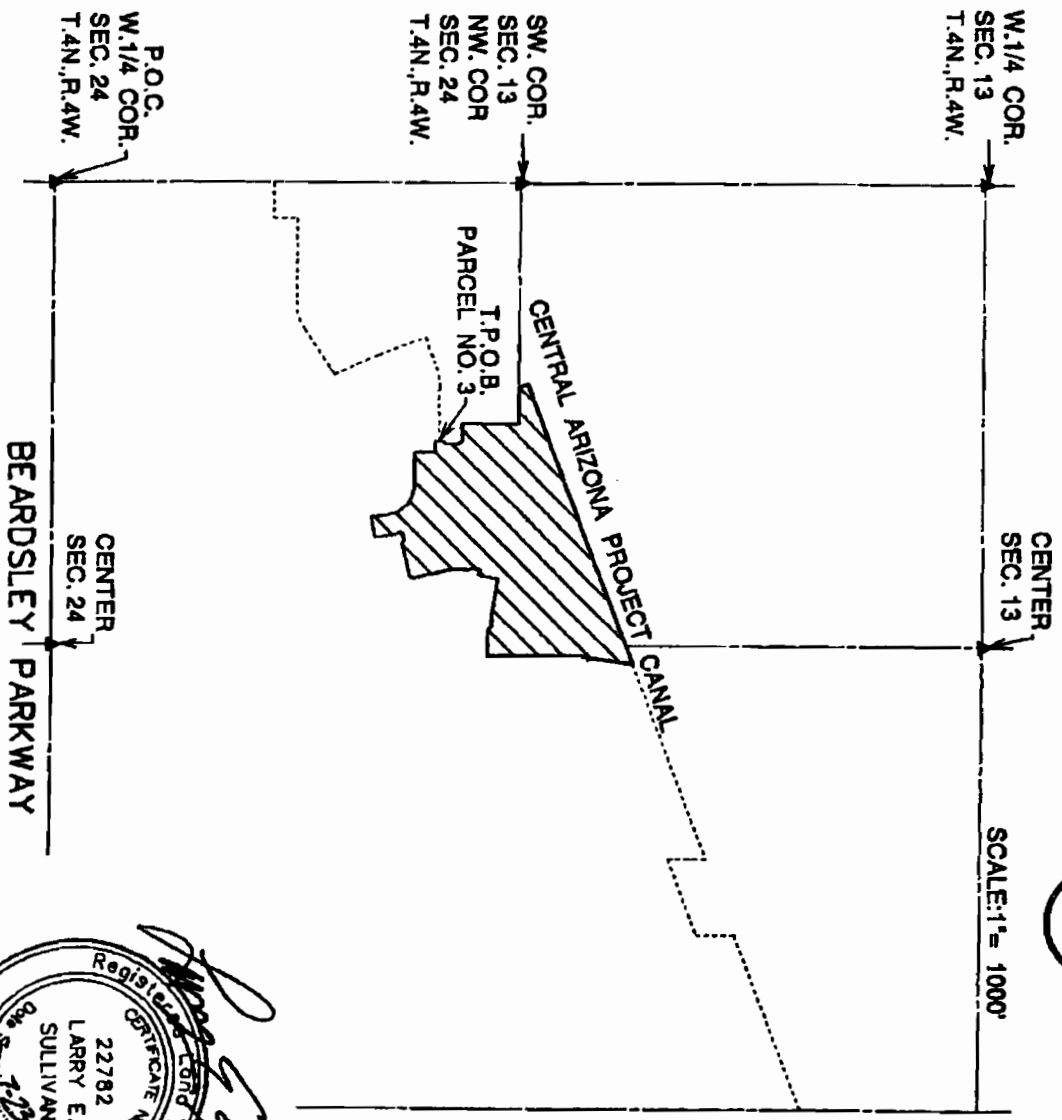 W.1/4 COR.
SEC. 13
T.4N.,R.4W.
CENTER
SEC. 13
SCALE:1"= 1000'
SW. COR.
SEC. 13
NW. COR
SEC. 24
T.4N.,R.4W.
CENTRAL ARIZONA PROJECT CANAL
T.P.O.B.
PARCEL NO. 3
P.O.C.
W.1/4 COR.
SEC. 24
T.4N.,R.4W.
CENTER
SEC. 24
BEARDSLEY PARKWAY
Registered Land
CERTIFICATE
22782
LARRY E.
SULLIVAN
Date